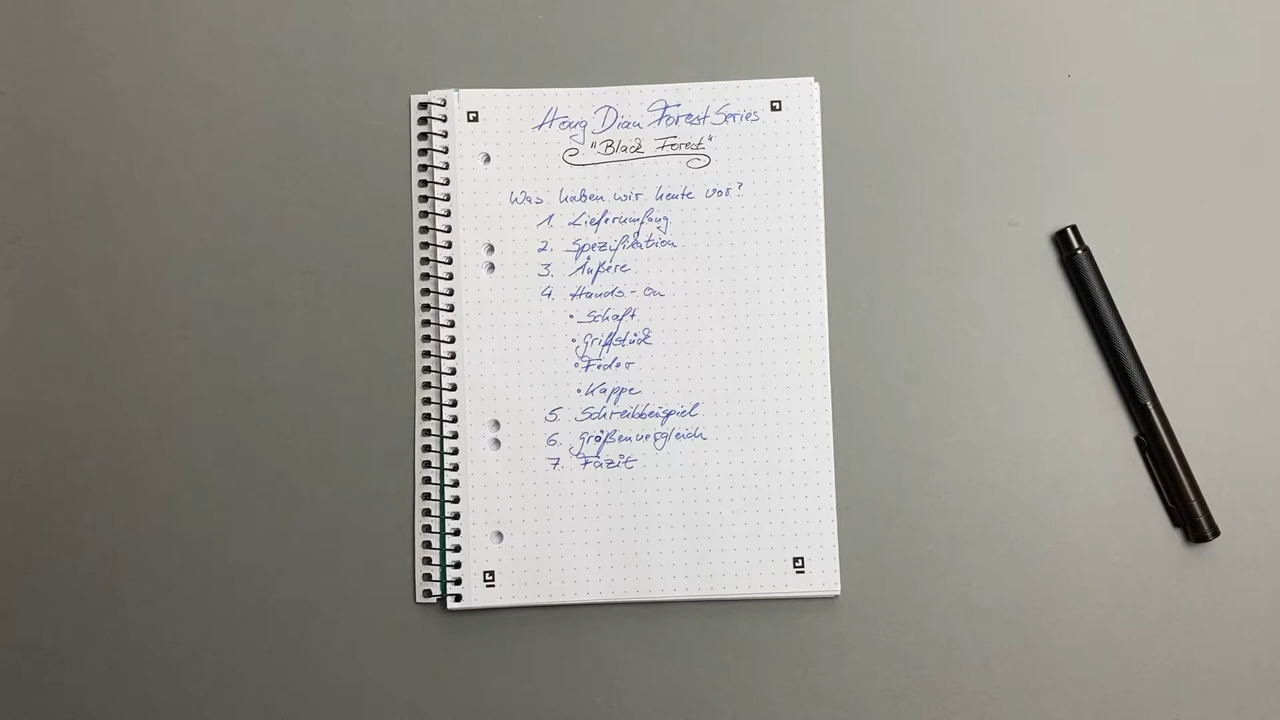 Hong Dian Forest Series
"Black Forest"
Was haben wir heute vor?
1. Lieferumfang
2. Spezifikation
3. Äußere
4. Hands-On
• Schaft
• Griffstück
• Feder
• Kappe
5. Schreibbeispiel
6. Größenvergleich
7. Fazit